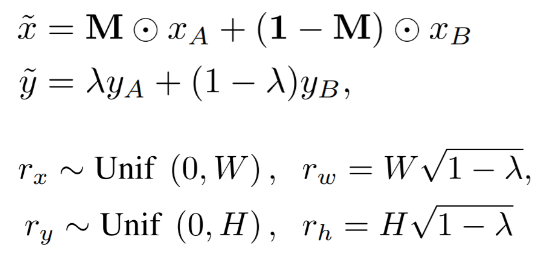 x̃ = M ⊙ x_A + (1 − M) ⊙ x_B
ỹ = λy_A + (1 − λ)y_B,
r_x ∼ Unif (0, W), r_w = W√(1 − λ),
r_y ∼ Unif (0, H), r_h = H√(1 − λ)